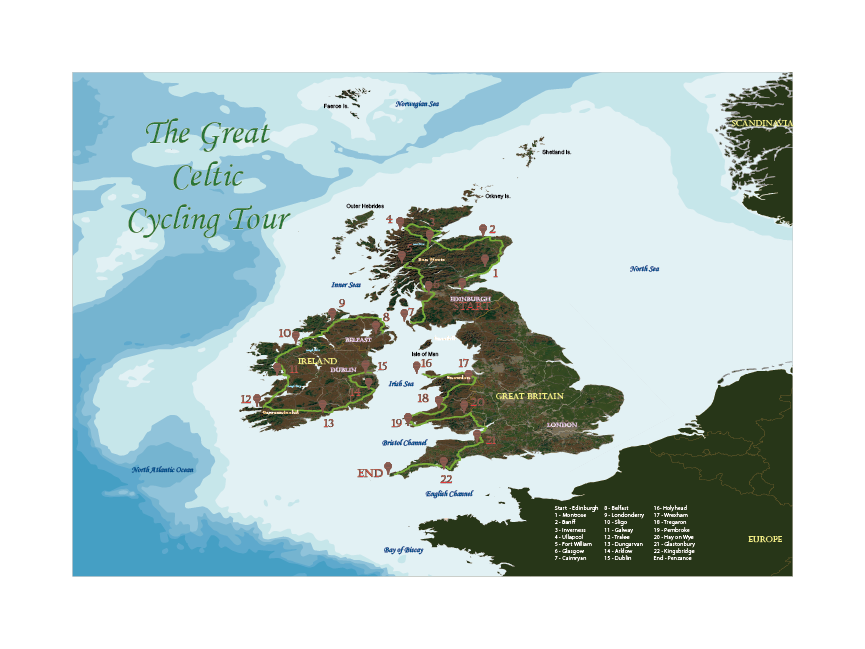 The Great
Celtic
Cycling Tour
Faeroe Is.
Norwegian Sea
SCANDINAVIA
Shetland Is.
Orkney Is.
Outer Hebrides
4
2
5
Ben Nevis
1
North Sea
Inner Seas
6
EDINBURGH
START
9
7
8
10
BELFAST
Isle of Man
IRELAND
16
17
15
11
DUBLIN
Snowdon
Irish Sea
14
12
18
20
GREAT BRITAIN
Carrauntoohil
13
19
LONDON
21
Bristol Channel
END
22
North Atlantic Ocean
English Channel
Bay of Biscay
EUROPE
Start - Edinburgh
1 - Montrose
2 - Banff
3 - Inverness
4 - Ullapool
5 - Fort William
6 - Glasgow
7 - Cairnryan
8 - Belfast
9 - Londonderry
10 - Sligo
11 - Galway
12 - Tralee
13 - Dungarvan
14 - Arklow
15 - Dublin
16- Holyhead
17 - Wrexham
18 - Tregaron
19 - Pembroke
20 - Hay on Wye
21 - Glastonbury
22 - Kingsbridge
End - Penzance